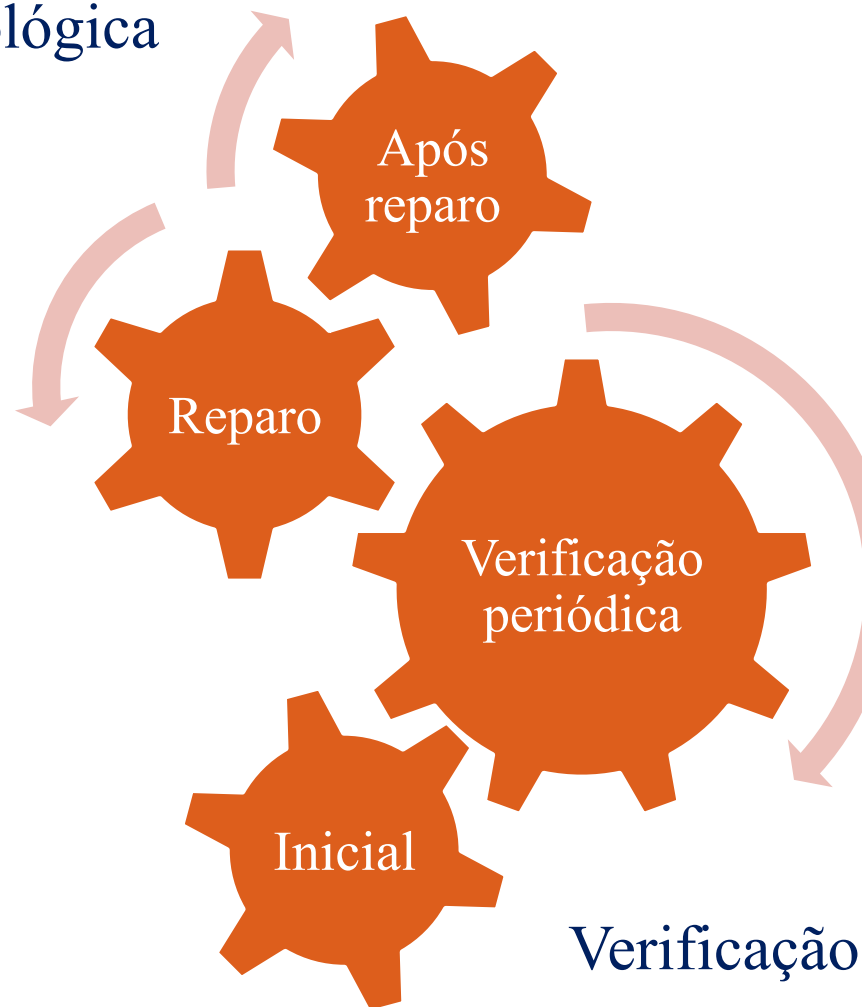 lógica
Após
reparo
Reparo
Verificação
periódica
Inicial
Verificação